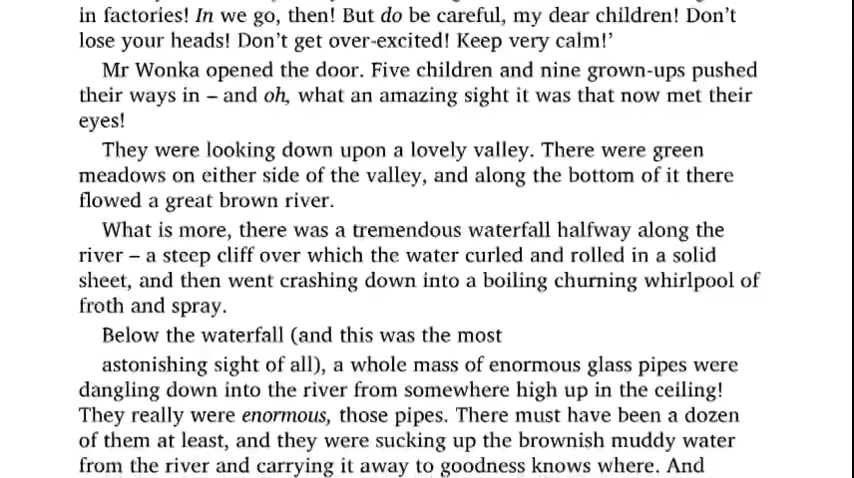 in factories! In we go, then! But do be careful, my dear children! Don’t
lose your heads! Don’t get over-excited! Keep very calm!’
Mr Wonka opened the door. Five children and nine grown-ups pushed
their ways in – and oh, what an amazing sight it was that now met their
eyes!
They were looking down upon a lovely valley. There were green
meadows on either side of the valley, and along the bottom of it there
flowed a great brown river.
What is more, there was a tremendous waterfall halfway along the
river – a steep cliff over which the water curled and rolled in a solid
sheet, and then went crashing down into a boiling churning whirlpool of
froth and spray.
Below the waterfall (and this was the most
astonishing sight of all), a whole mass of enormous glass pipes were
dangling down into the river from somewhere high up in the ceiling!
They really were enormous, those pipes. There must have been a dozen
of them at least, and they were sucking up the brownish muddy water
from the river and carrying it away to goodness knows where. And